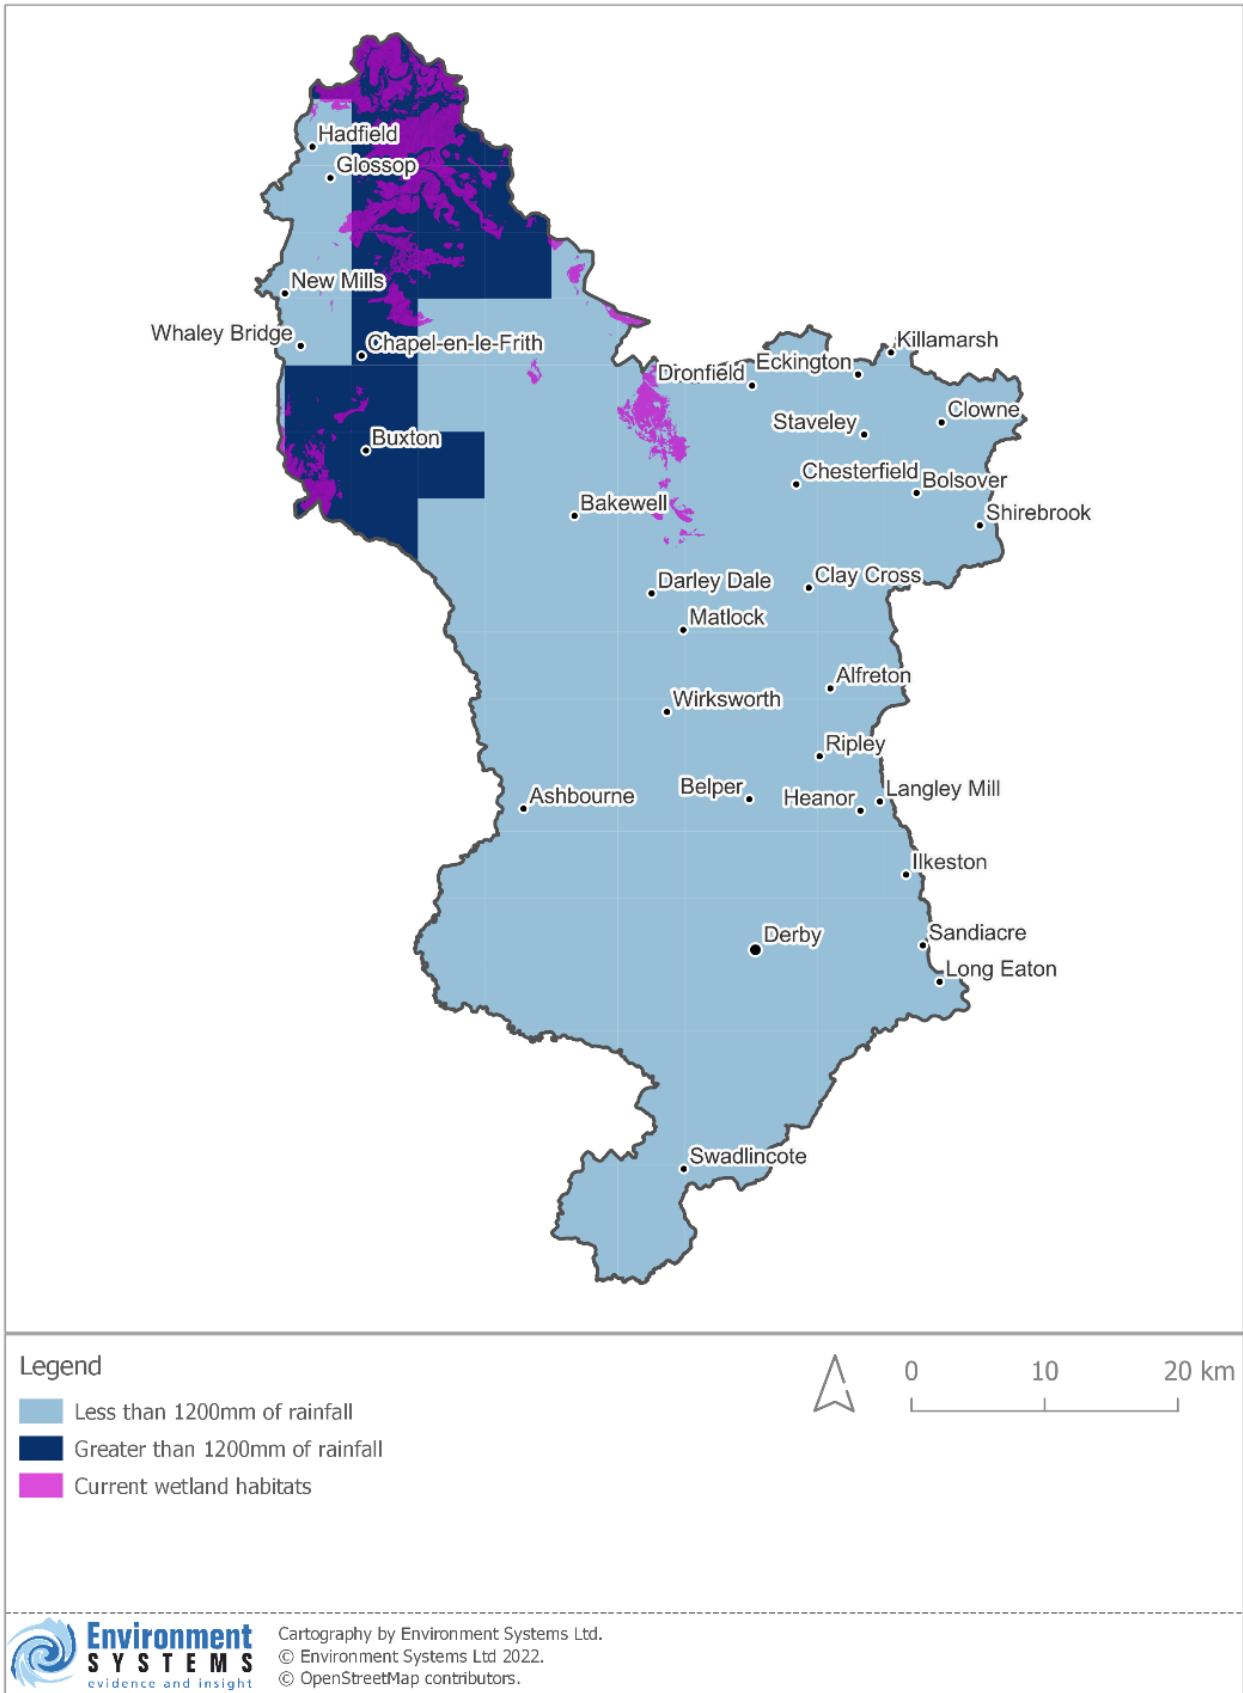 Hadfield
Glossop
New Mills
Whaley Bridge
Chapel-en-le-Frith
Killamarsh
Eckington
Dronfield
Clowne
Staveley
Buxton
Chesterfield
Bolsover
Bakewell
Shirebrook
Darley Dale
Clay Cross
Matlock
Alfreton
Wirksworth
Ripley
Belper
Langley Mill
Ashbourne
Heanor
Ilkeston
Derby
Sandiacre
Long Eaton
Swadlincote
Legend
0 10 20 km
Less than 1200mm of rainfall
Greater than 1200mm of rainfall
Current wetland habitats
Environment
SYSTEMS
evidence and insight
Cartography by Environment Systems Ltd.
© Environment Systems Ltd 2022.
© OpenStreetMap contributors.